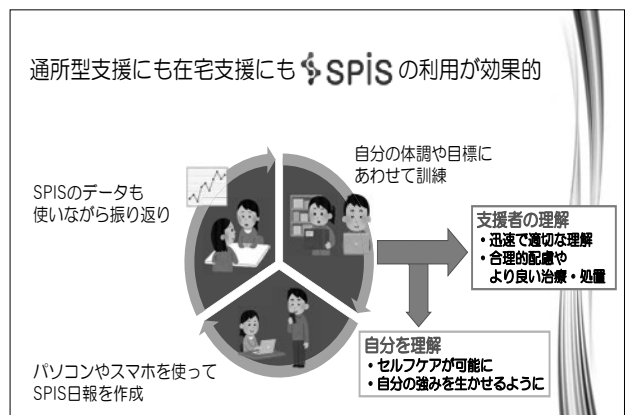 通所型支援にも在宅支援にも SPiS の利用が効果的
自分の体調や目標に
あわせて訓練
SPISのデータも
使いながら振り返り
支援者の理解
・迅速で適切な理解
・合理的配慮や
より良い治療・処置
自分を理解
・セルフケアが可能に
・自分の強みを生かせるように
パソコンやスマホを使って
SPIS日報を作成